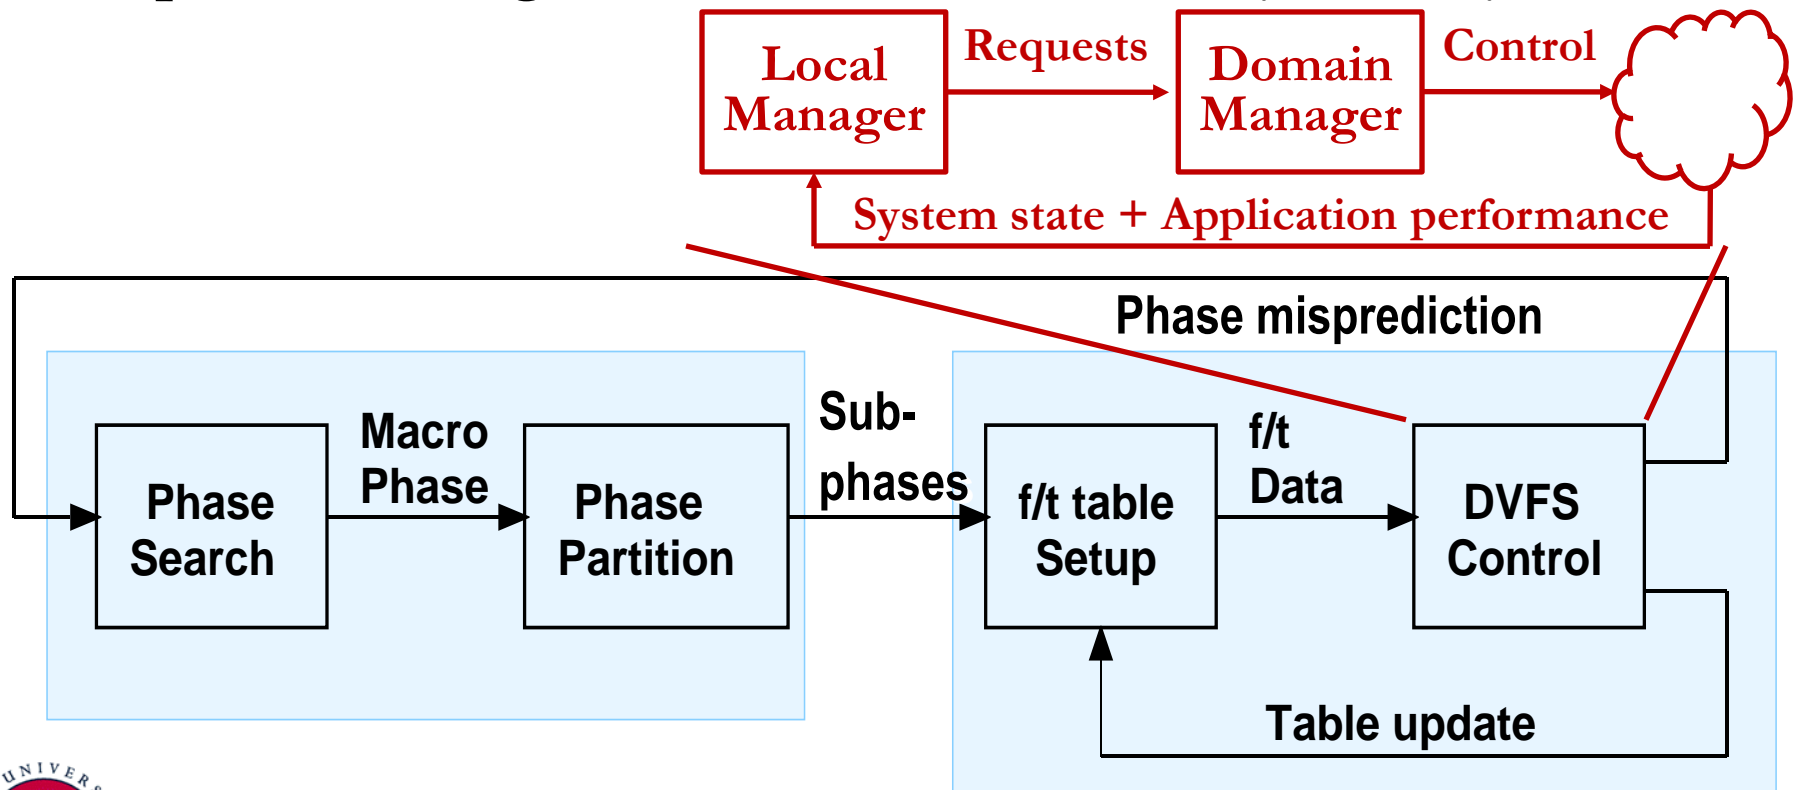 Local
Manager
Requests
Domain
Manager
Control
System state + Application performance
Phase misprediction
Phase
Search
Macro
Phase
Phase
Partition
Sub-
phases
f/t table
Setup
f/t
Data
DVFS
Control
Table update